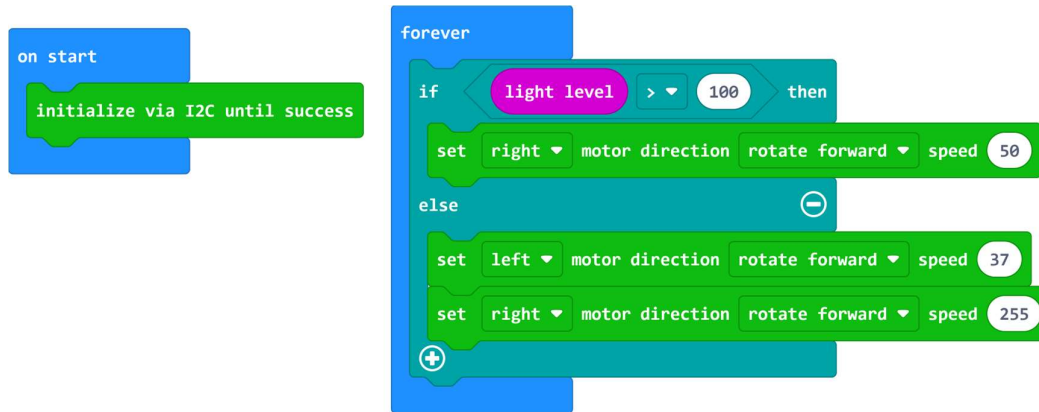 on start
initialize via I2C until success
forever
if light level > 100 then
set right motor direction rotate forward speed 50
else
set left motor direction rotate forward speed 37
set right motor direction rotate forward speed 255